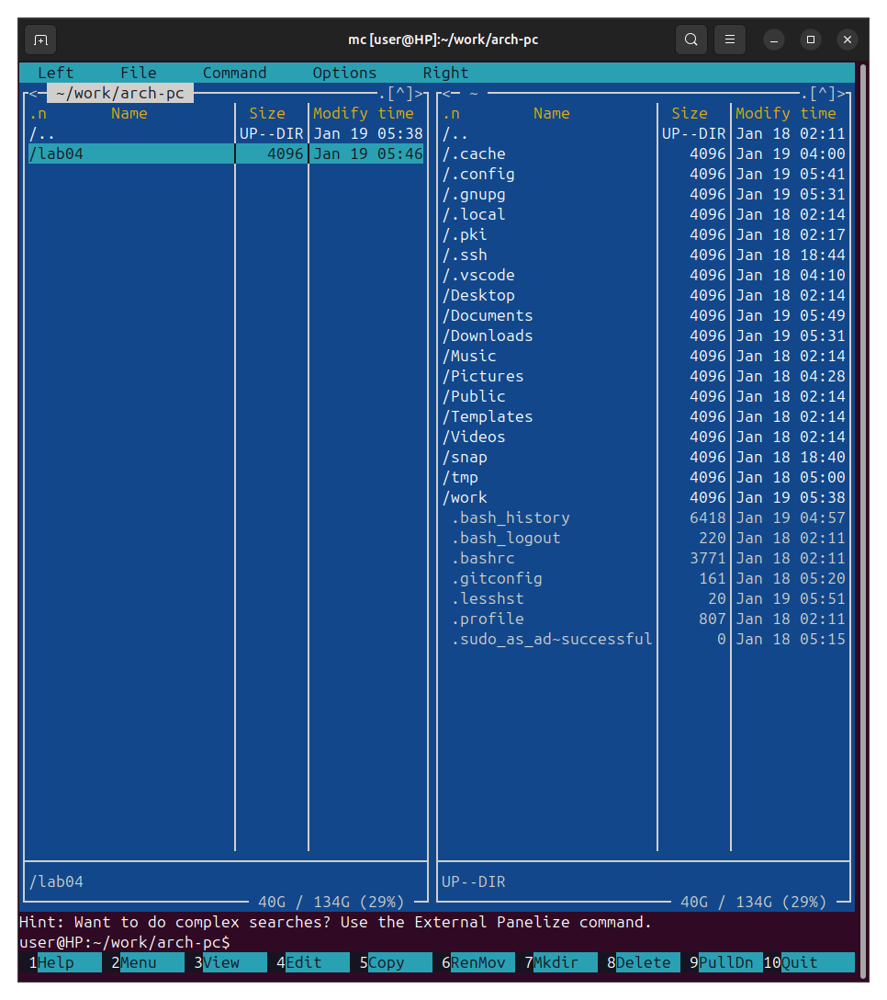 mc [user@HP]:~/work/arch-pc
Left File Command Options Right
<─ ~/work/arch-pc ─.[^]>
.n Name Size Modify time
/.. UP--DIR Jan 19 05:38
/lab04 4096 Jan 19 05:46
/lab04
40G / 134G (29%)
<─ ~ ─.[^]>
.n Name Size Modify time
/.. UP--DIR Jan 18 02:11
/.cache 4096 Jan 19 04:00
/.config 4096 Jan 19 05:41
/.gnupg 4096 Jan 19 05:31
/.local 4096 Jan 18 02:14
/.pki 4096 Jan 18 02:17
/.ssh 4096 Jan 18 18:44
/.vscode 4096 Jan 18 04:10
/Desktop 4096 Jan 18 02:14
/Documents 4096 Jan 19 05:49
/Downloads 4096 Jan 19 05:31
/Music 4096 Jan 18 02:14
/Pictures 4096 Jan 18 04:28
/Public 4096 Jan 18 02:14
/Templates 4096 Jan 18 02:14
/Videos 4096 Jan 18 02:14
/snap 4096 Jan 18 18:40
/tmp 4096 Jan 18 05:00
/work 4096 Jan 19 05:38
.bash_history 6418 Jan 19 04:57
.bash_logout 220 Jan 18 02:11
.bashrc 3771 Jan 18 02:11
.gitconfig 161 Jan 18 05:20
.lesshst 20 Jan 19 05:51
.profile 807 Jan 18 02:11
.sudo_as_ad~successful 0 Jan 18 05:15
UP--DIR
40G / 134G (29%)
Hint: Want to do complex searches? Use the External Panelize command.
user@HP:~/work/arch-pc$
1Help 2Menu 3View 4Edit 5Copy 6RenMov 7Mkdir 8Delete 9PullDn 10Quit